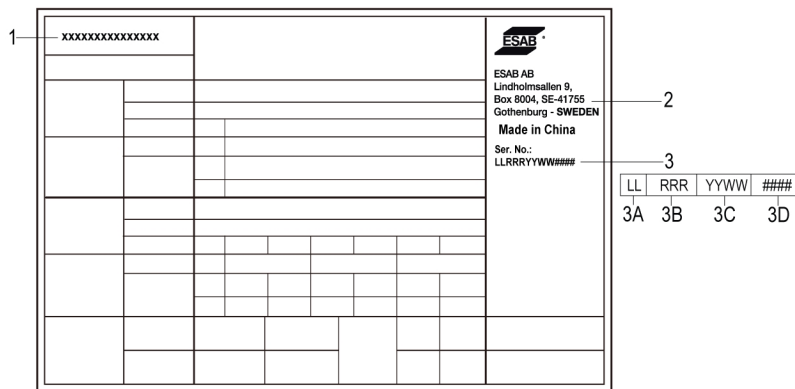 1
xxxxxxxxxxxxxxx
ESAB
ESAB AB
Lindholmsallen 9,
Box 8004, SE-41755
Gothenburg - SWEDEN
2
Made in China
Ser. No.:
LLRRRYYWW####
3
LL RRR YYWW ####
3A 3B 3C 3D